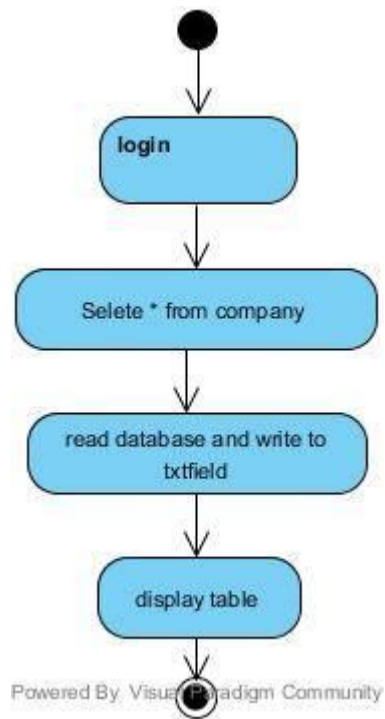 login
Selete * from company
read database and write to
txtfield
display table
Powered By Visual Paradigm Community